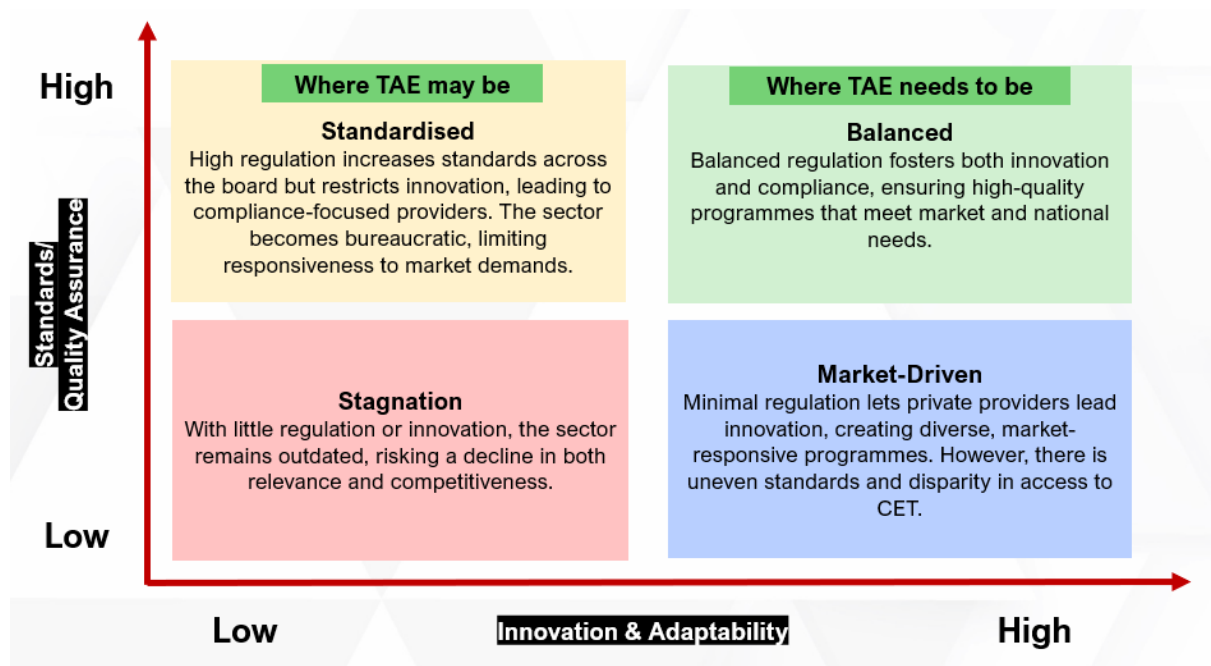 High
Where TAE may be
Standardised
High regulation increases standards across
the board but restricts innovation, leading to
compliance-focused providers. The sector
becomes bureaucratic, limiting
responsiveness to market demands.
Where TAE needs to be
Balanced
Balanced regulation fosters both innovation
and compliance, ensuring high-quality
programmes that meet market and national
needs.
Standards/
Quality Assurance
Stagnation
With little regulation or innovation, the sector
remains outdated, risking a decline in both
relevance and competitiveness.
Market-Driven
Minimal regulation lets private providers lead
innovation, creating diverse, market-
responsive programmes. However, there is
uneven standards and disparity in access to
CET.
Low
Low
Innovation & Adaptability
High